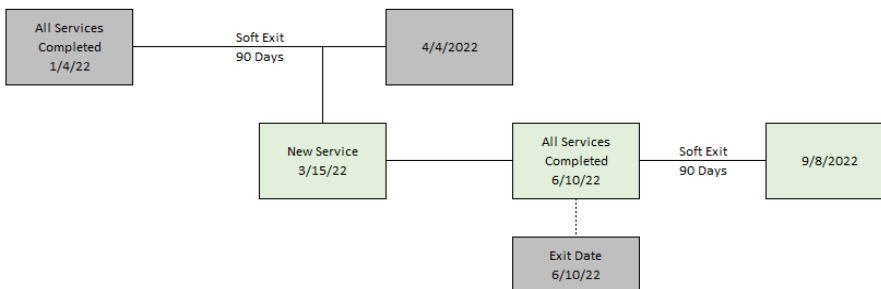 All Services
Completed
1/4/22
Soft Exit
90 Days
4/4/2022
New Service
3/15/22
All Services
Completed
6/10/22
Soft Exit
90 Days
9/8/2022
Exit Date
6/10/22